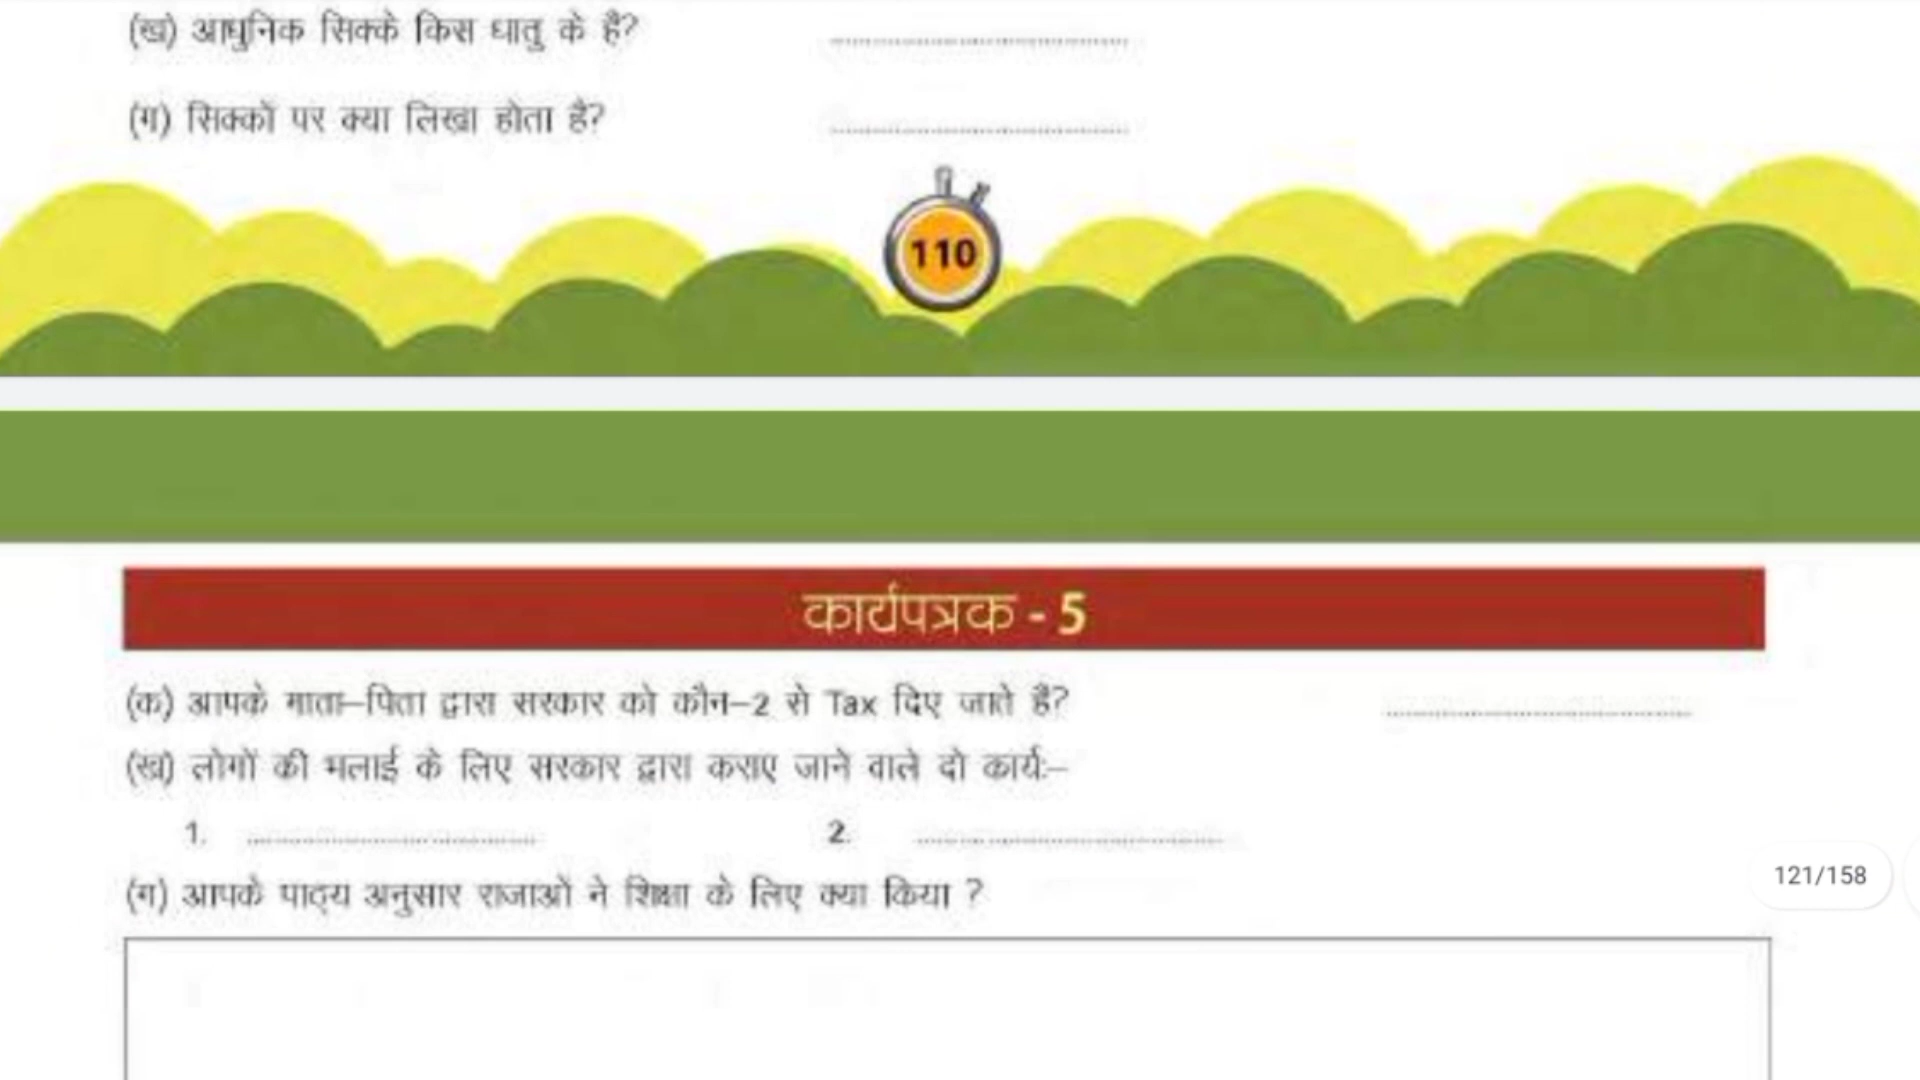 (ख) आधुनिक सिक्के किस धातु के हैं? ........................
(ग) सिक्कों पर क्या लिखा होता है? ........................
110
कार्यपत्रक - 5
(क) आपके माता–पिता द्वारा सरकार को कौन–2 से Tax दिए जाते हैं? ........................
(ख) लोगों की भलाई के लिए सरकार द्वारा कराए जाने वाले दो कार्य:–
1. ........................ 2. ........................
121/158
(ग) आपके पाठ्य अनुसार राजाओं ने शिक्षा के लिए क्या किया ?